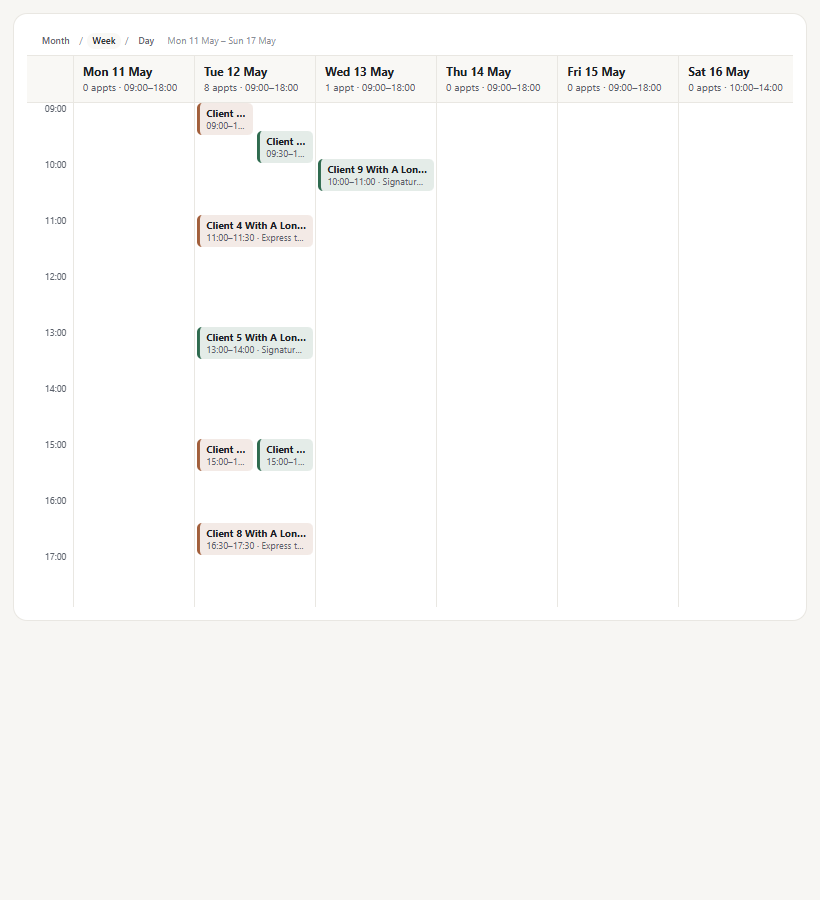 Month / Week / Day Mon 11 May – Sun 17 May
Mon 11 May
0 appts · 09:00–18:00
Tue 12 May
8 appts · 09:00–18:00
Wed 13 May
1 appt · 09:00–18:00
Thu 14 May
0 appts · 09:00–18:00
Fri 15 May
0 appts · 09:00–18:00
Sat 16 May
0 appts · 10:00–14:00
09:00
Client ...
09:00–1...
Client ...
09:30–1...
10:00
Client 9 With A Lon...
10:00–11:00 · Signatur...
11:00
Client 4 With A Lon...
11:00–11:30 · Express t...
12:00
13:00
Client 5 With A Lon...
13:00–14:00 · Signatur...
14:00
15:00
Client ...
15:00–1...
Client ...
15:00–1...
16:00
Client 8 With A Lon...
16:30–17:30 · Express t...
17:00